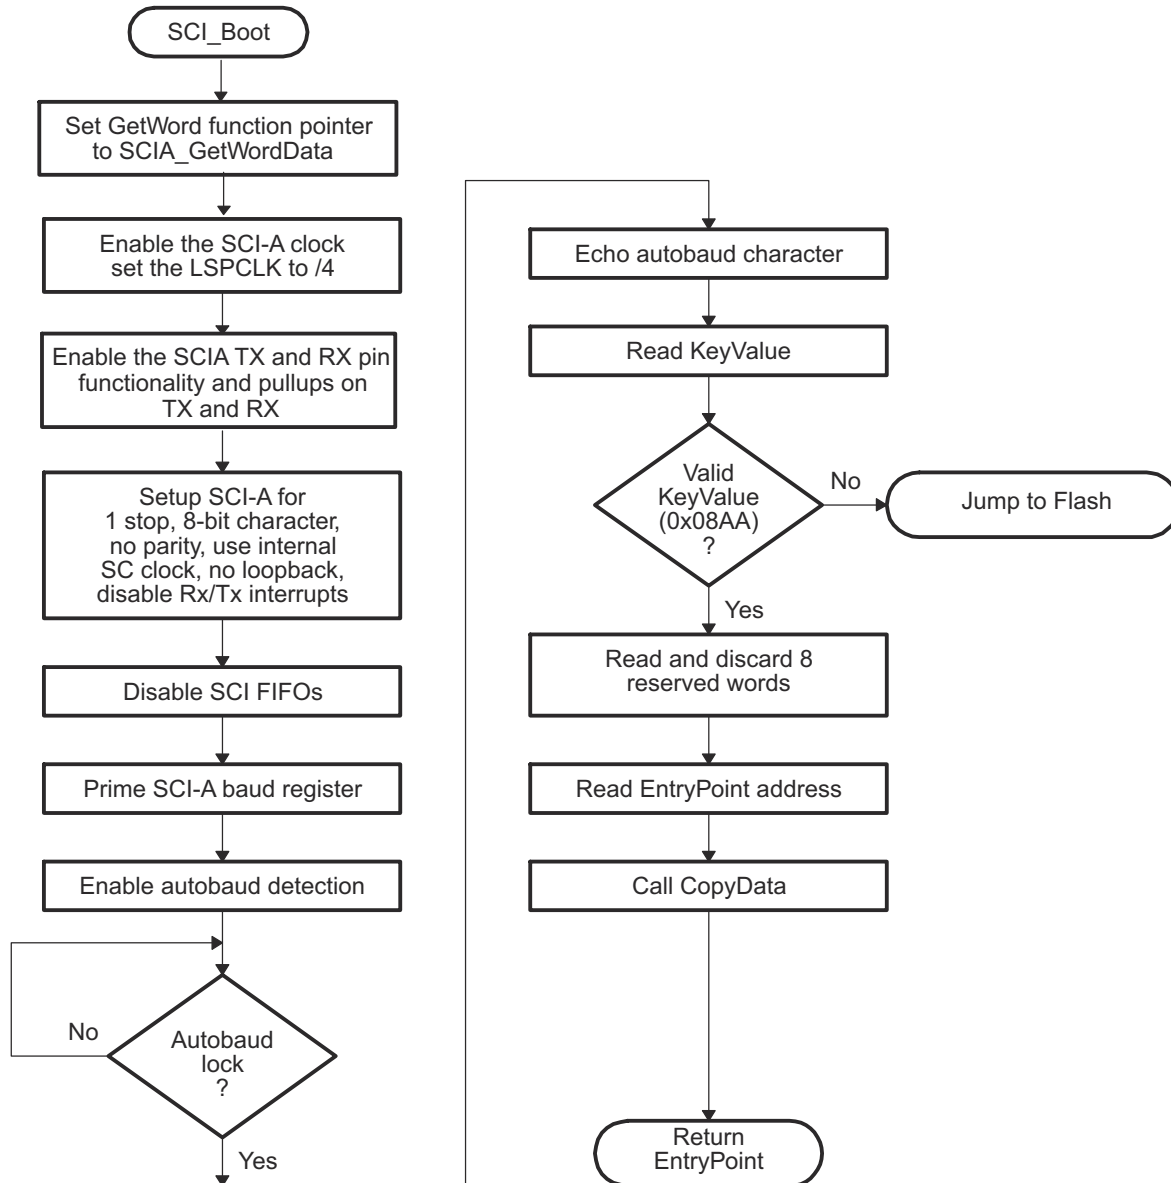 SCI_Boot
Set GetWord function pointer
to SCIA_GetWordData
Enable the SCI-A clock
set the LSPCLK to /4
Enable the SCIA TX and RX pin
functionality and pullups on
TX and RX
Setup SCI-A for
1 stop, 8-bit character,
no parity, use internal
SC clock, no loopback,
disable Rx/Tx interrupts
Disable SCI FIFOs
Prime SCI-A baud register
Enable autobaud detection
No
Autobaud
lock
?
Yes
Echo autobaud character
Read KeyValue
Valid
KeyValue
(0x08AA)
?
No
Jump to Flash
Yes
Read and discard 8
reserved words
Read EntryPoint address
Call CopyData
Return
EntryPoint